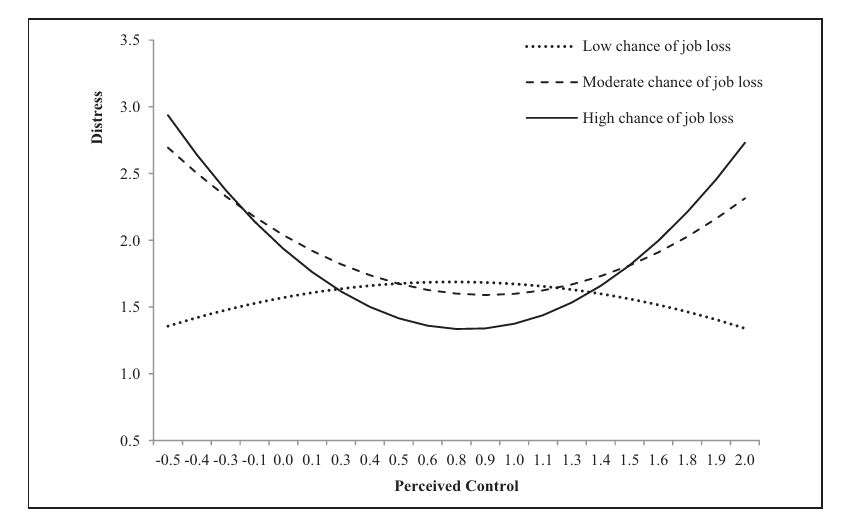 3.5
3.0
2.5
2.0
1.5
1.0
0.5
Distress
Low chance of job loss
Moderate chance of job loss
High chance of job loss
-0.5 -0.4 -0.3 -0.1 0.0 0.1 0.3 0.4 0.5 0.6 0.8 0.9 1.0 1.1 1.3 1.4 1.5 1.6 1.8 1.9 2.0
Perceived Control